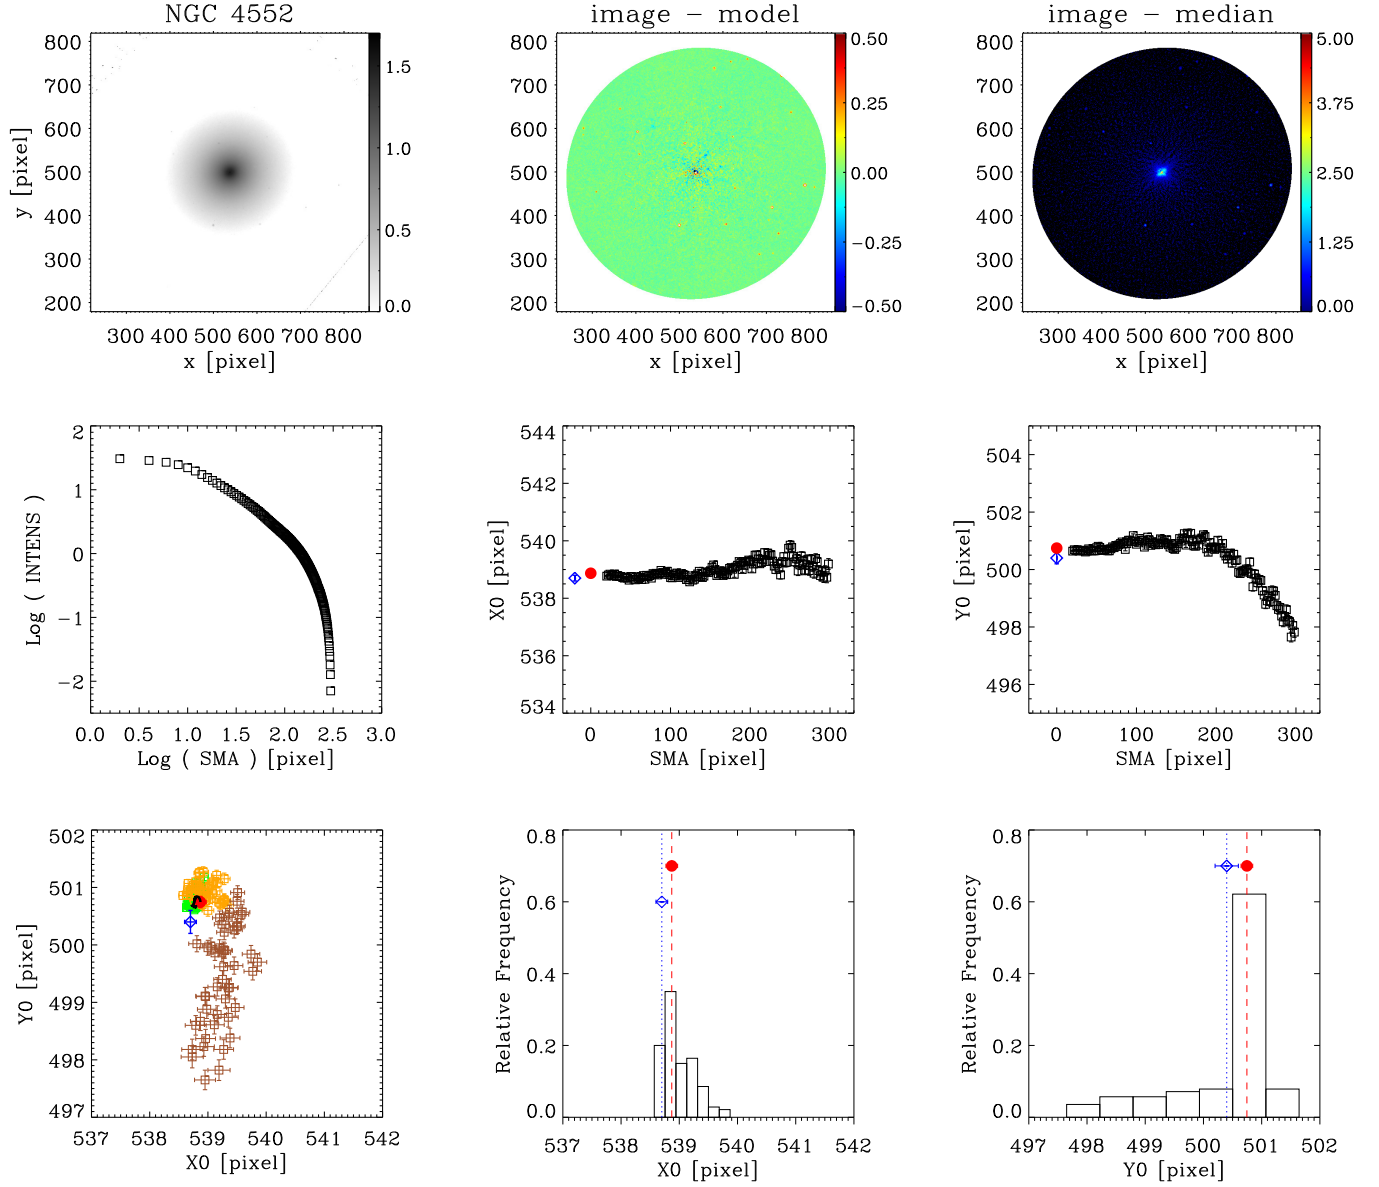 NGC 4552
image − model
image − median
800
700
600
500
400
300
200
y [pixel]
300 400 500 600 700 800
x [pixel]
1.5
1.0
0.5
0.0
800
700
600
500
400
300
200
300 400 500 600 700 800
x [pixel]
0.50
0.25
0.00
−0.25
−0.50
800
700
600
500
400
300
200
300 400 500 600 700 800
x [pixel]
5.00
3.75
2.50
1.25
0.00
2
1
0
−1
−2
Log ( INTENS )
0.0 0.5 1.0 1.5 2.0 2.5 3.0
Log ( SMA ) [pixel]
544
542
540
538
536
534
X0 [pixel]
0 100 200 300
SMA [pixel]
504
502
500
498
496
Y0 [pixel]
0 100 200 300
SMA [pixel]
502
501
500
499
498
497
Y0 [pixel]
537 538 539 540 541 542
X0 [pixel]
0.8
0.6
0.4
0.2
0.0
Relative Frequency
537 538 539 540 541 542
X0 [pixel]
0.8
0.6
0.4
0.2
0.0
Relative Frequency
497 498 499 500 501 502
Y0 [pixel]